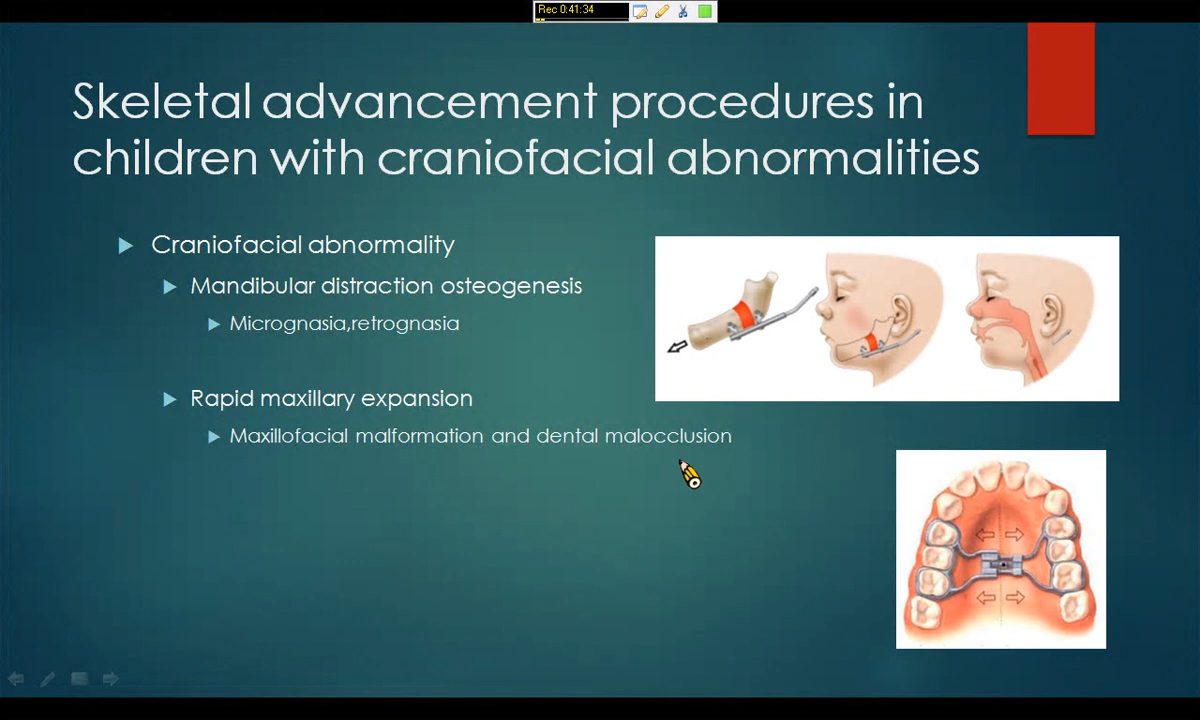 Rec 0:41:34
Skeletal advancement procedures in
children with craniofacial abnormalities
Craniofacial abnormality
Mandibular distraction osteogenesis
Micrognasia,retrognasia
Rapid maxillary expansion
Maxillofacial malformation and dental malocclusion